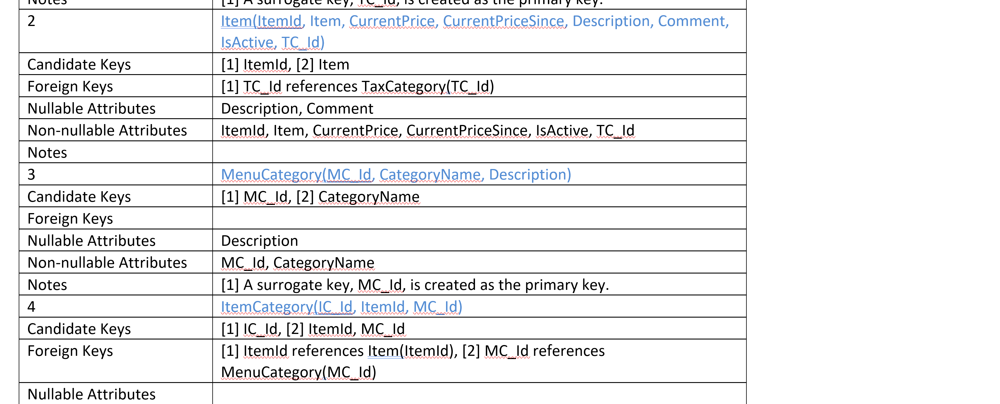 Notes [1] A surrogate key, TC_Id, is created as the primary key.
2 Item(ItemId, Item, CurrentPrice, CurrentPriceSince, Description, Comment,
IsActive, TC_Id)
Candidate Keys [1] ItemId, [2] Item
Foreign Keys [1] TC_Id references TaxCategory(TC_Id)
Nullable Attributes Description, Comment
Non-nullable Attributes ItemId, Item, CurrentPrice, CurrentPriceSince, IsActive, TC_Id
Notes
3 MenuCategory(MC_Id, CategoryName, Description)
Candidate Keys [1] MC_Id, [2] CategoryName
Foreign Keys
Nullable Attributes Description
Non-nullable Attributes MC_Id, CategoryName
Notes [1] A surrogate key, MC_Id, is created as the primary key.
4 ItemCategory(IC_Id, ItemId, MC_Id)
Candidate Keys [1] IC_Id, [2] ItemId, MC_Id
Foreign Keys [1] ItemId references Item(ItemId), [2] MC_Id references
MenuCategory(MC_Id)
Nullable Attributes